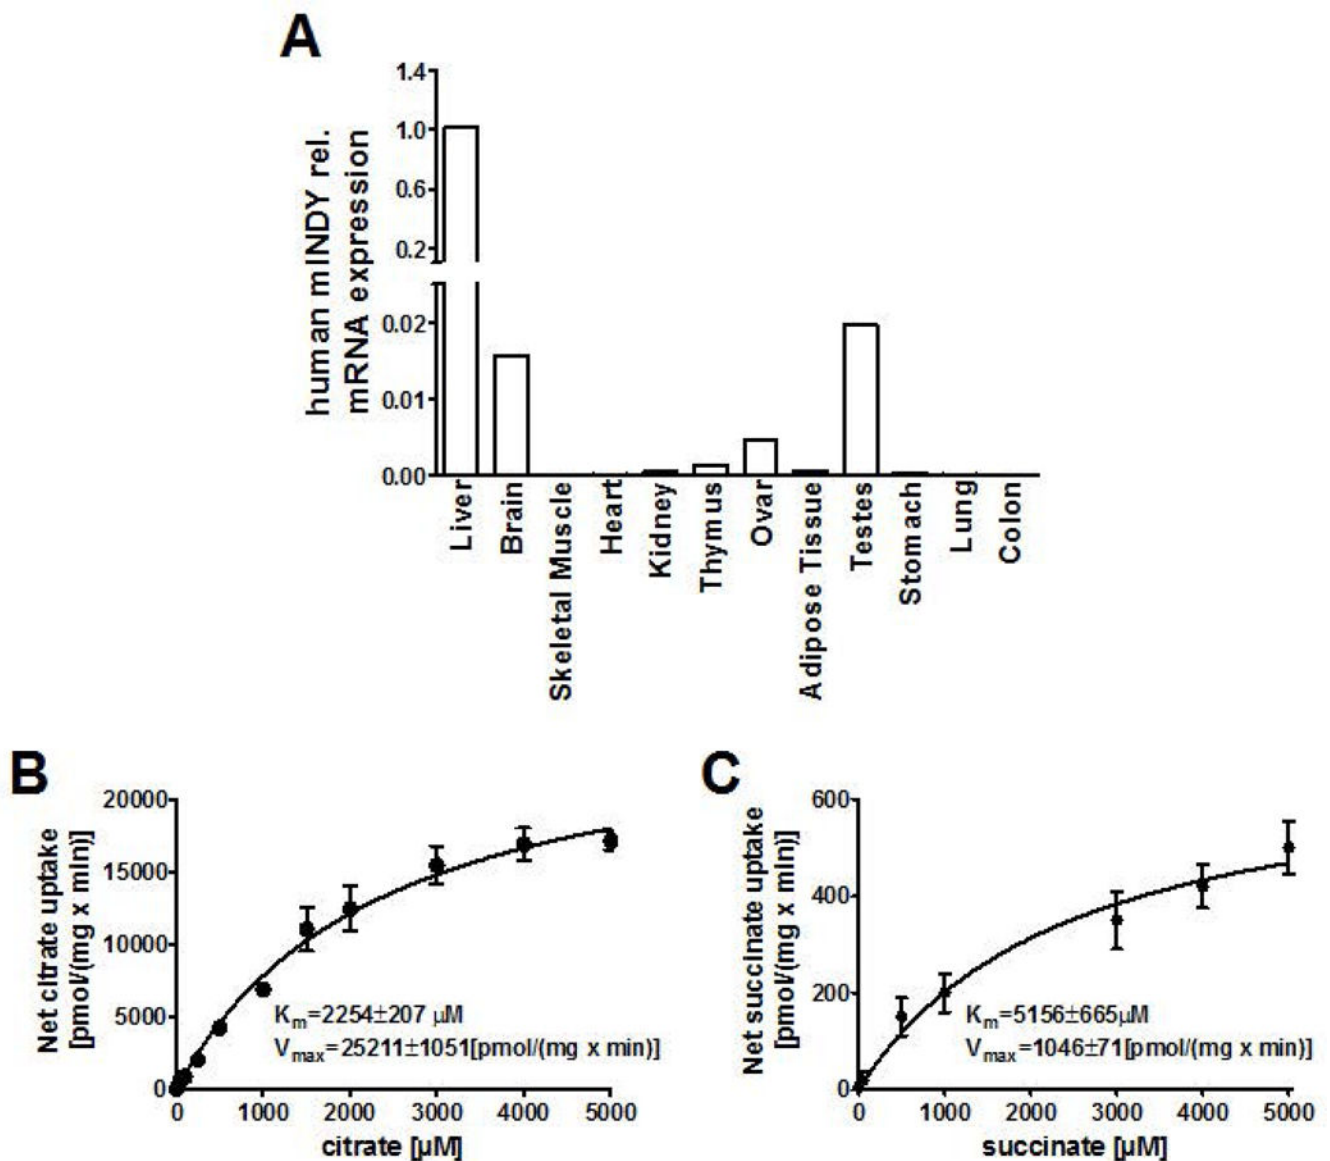 A
human mINDY rel.
mRNA expression
1.4
1.0
0.6
0.2
0.02
0.01
0.00
Liver
Brain
Skeletal Muscle
Heart
Kidney
Thymus
Ovar
Adipose Tissue
Testes
Stomach
Lung
Colon
B
Net citrate uptake
[pmol/(mg x min)]
20000
15000
10000
5000
0
Km=2254±207 µM
Vmax=25211±1051[pmol/(mg x min)]
0 1000 2000 3000 4000 5000
citrate [µM]
C
Net succinate uptake
[pmol/(mg x min)]
600
400
200
0
Km=5156±665µM
Vmax=1046±71[pmol/(mg x min)]
0 1000 2000 3000 4000 5000
succinate [µM]